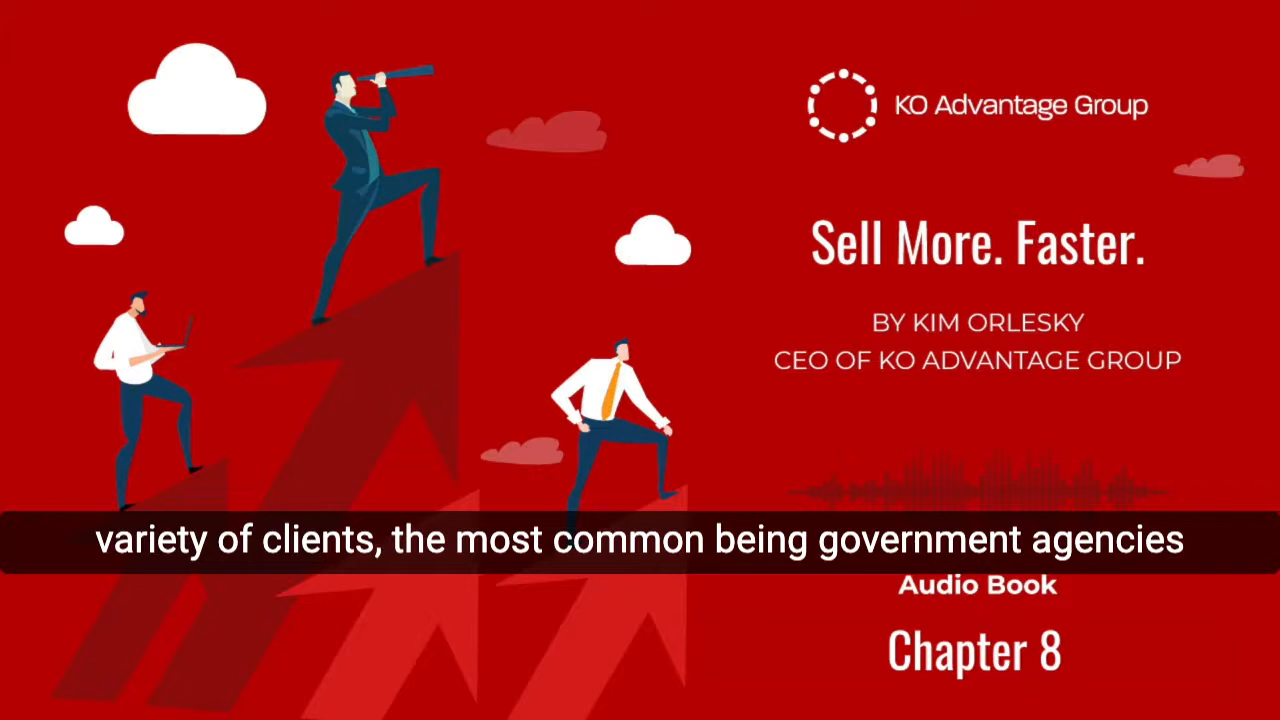 KO Advantage Group
Sell More. Faster.
BY KIM ORLESKY
CEO OF KO ADVANTAGE GROUP
variety of clients, the most common being government agencies
Audio Book
Chapter 8